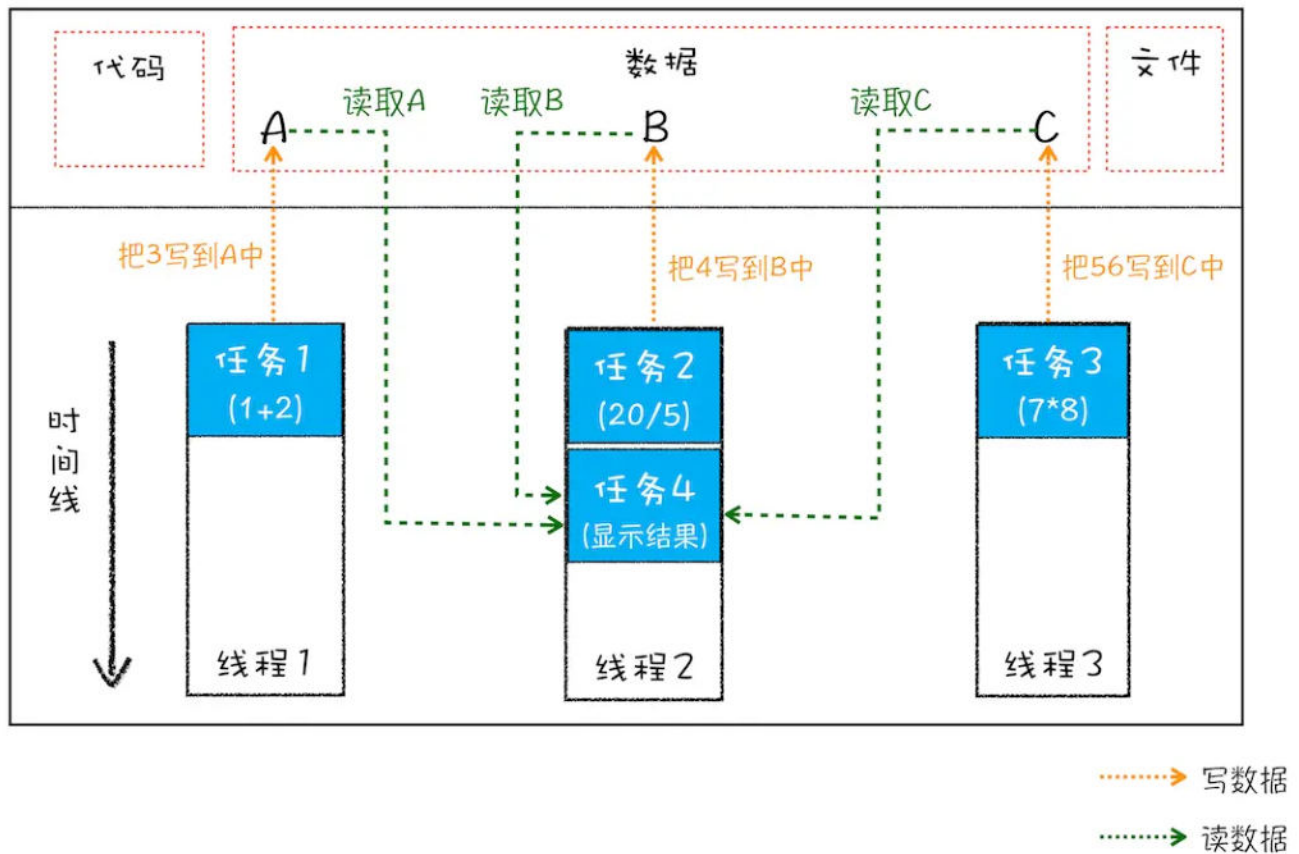 代码
数据
文件
读取A
读取B
读取C
A
B
C
把3写到A中
把4写到B中
把56写到C中
时间线
任务1
(1+2)
线程1
任务2
(20/5)
任务4
(显示结果)
线程2
任务3
(7*8)
线程3
写数据
读数据